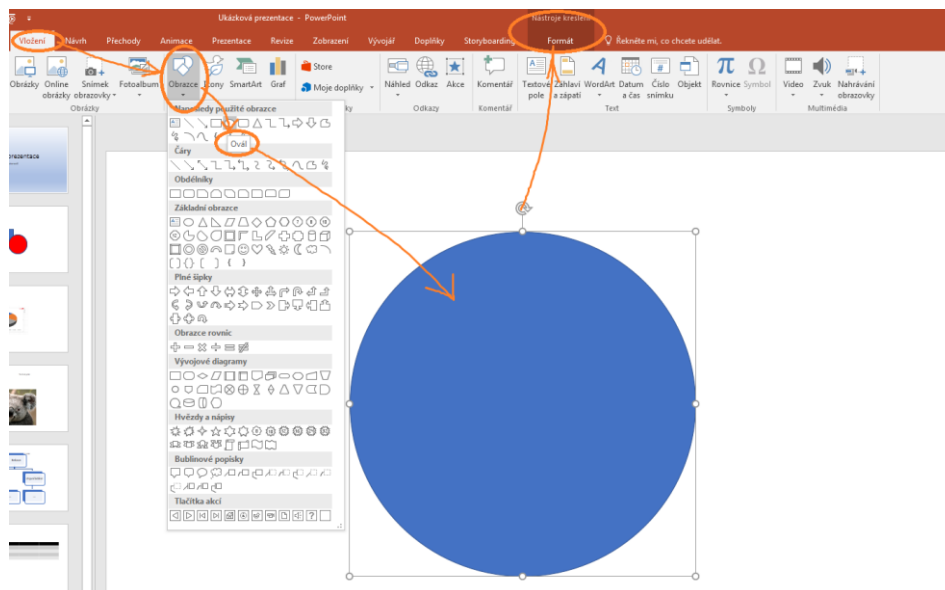 Ukázková prezentace - PowerPoint
Nástroje kreslení
Vložení Návrh Přechody Animace Prezentace Revize Zobrazení Vývojář Doplňky Storyboarding Formát Řekněte mi, co chcete udělat.
Obrázky Online obrázky Snímek obrazovky Fotoalbum Obrazce Ikony SmartArt Graf
Store
Moje doplňky
Náhled Odkaz Akce Komentář Textové pole Záhlaví a zápatí WordArt Datum a čas Číslo snímku Objekt Rovnice Symbol Video Zvuk Nahrávání obrazovky
Obrázky Odkazy Komentář Text Symboly Multimédia
Naposledy použité obrazce
Ovál
Čáry
Obdélníky
Základní obrazce
Plné šipky
Obrazce rovnic
Vývojové diagramy
Hvězdy a nápisy
Bublinové popisky
Tlačítka akcí